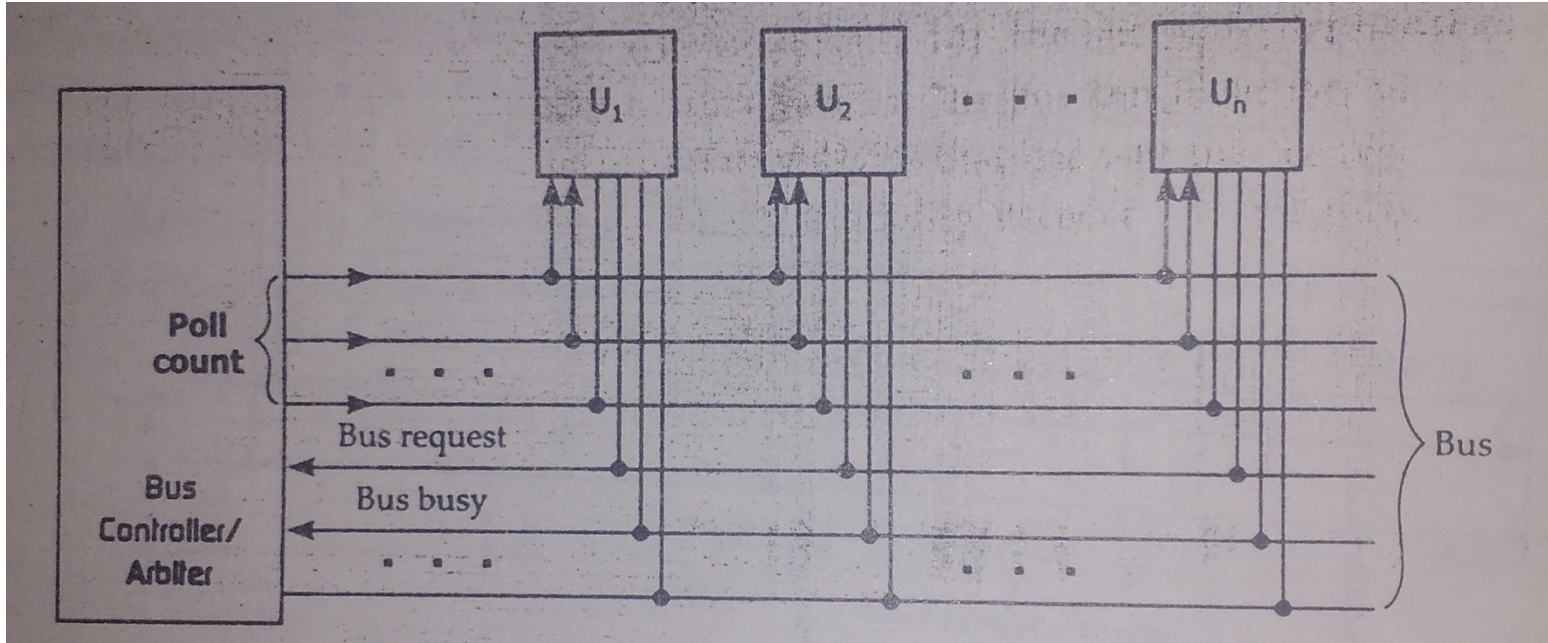 U₁
U₂
Uₙ
Poll
count
Bus request
Bus busy
Bus
Bus
Controller/
Arbiter